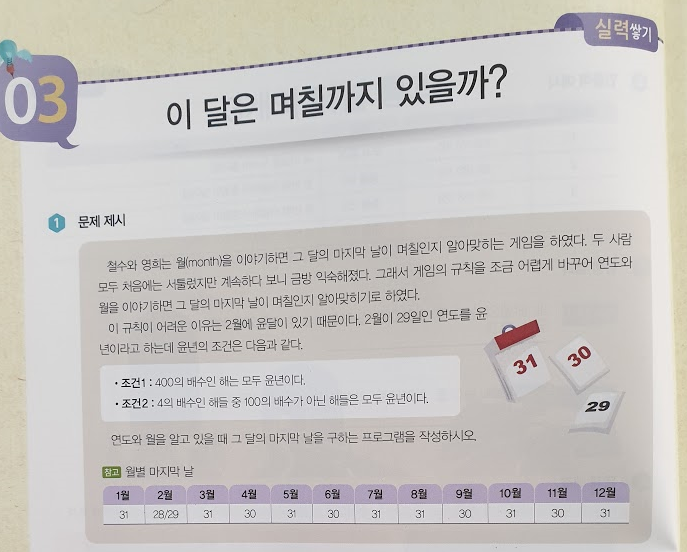 실력쌓기
03
이 달은 며칠까지 있을까?
1 문제 제시
철수와 영희는 월(month)을 이야기하면 그 달의 마지막 날이 며칠인지 알아맞히는 게임을 하였다. 두 사람
모두 처음에는 서툴렀지만 계속하다 보니 금방 익숙해졌다. 그래서 게임의 규칙을 조금 어렵게 바꾸어 연도와
월을 이야기하면 그 달의 마지막 날이 며칠인지 알아맞히기로 하였다.
이 규칙이 어려운 이유는 2월에 윤달이 있기 때문이다. 2월이 29일인 연도를 윤
년이라고 하는데 윤년의 조건은 다음과 같다.
• 조건1 : 400의 배수인 해는 모두 윤년이다.
• 조건2 : 4의 배수인 해들 중 100의 배수가 아닌 해들은 모두 윤년이다.
31
30
29
연도와 월을 알고 있을 때 그 달의 마지막 날을 구하는 프로그램을 작성하시오.
참고 월별 마지막 날
1월 2월 3월 4월 5월 6월 7월 8월 9월 10월 11월 12월
31 28/29 31 30 31 30 31 31 30 31 30 31